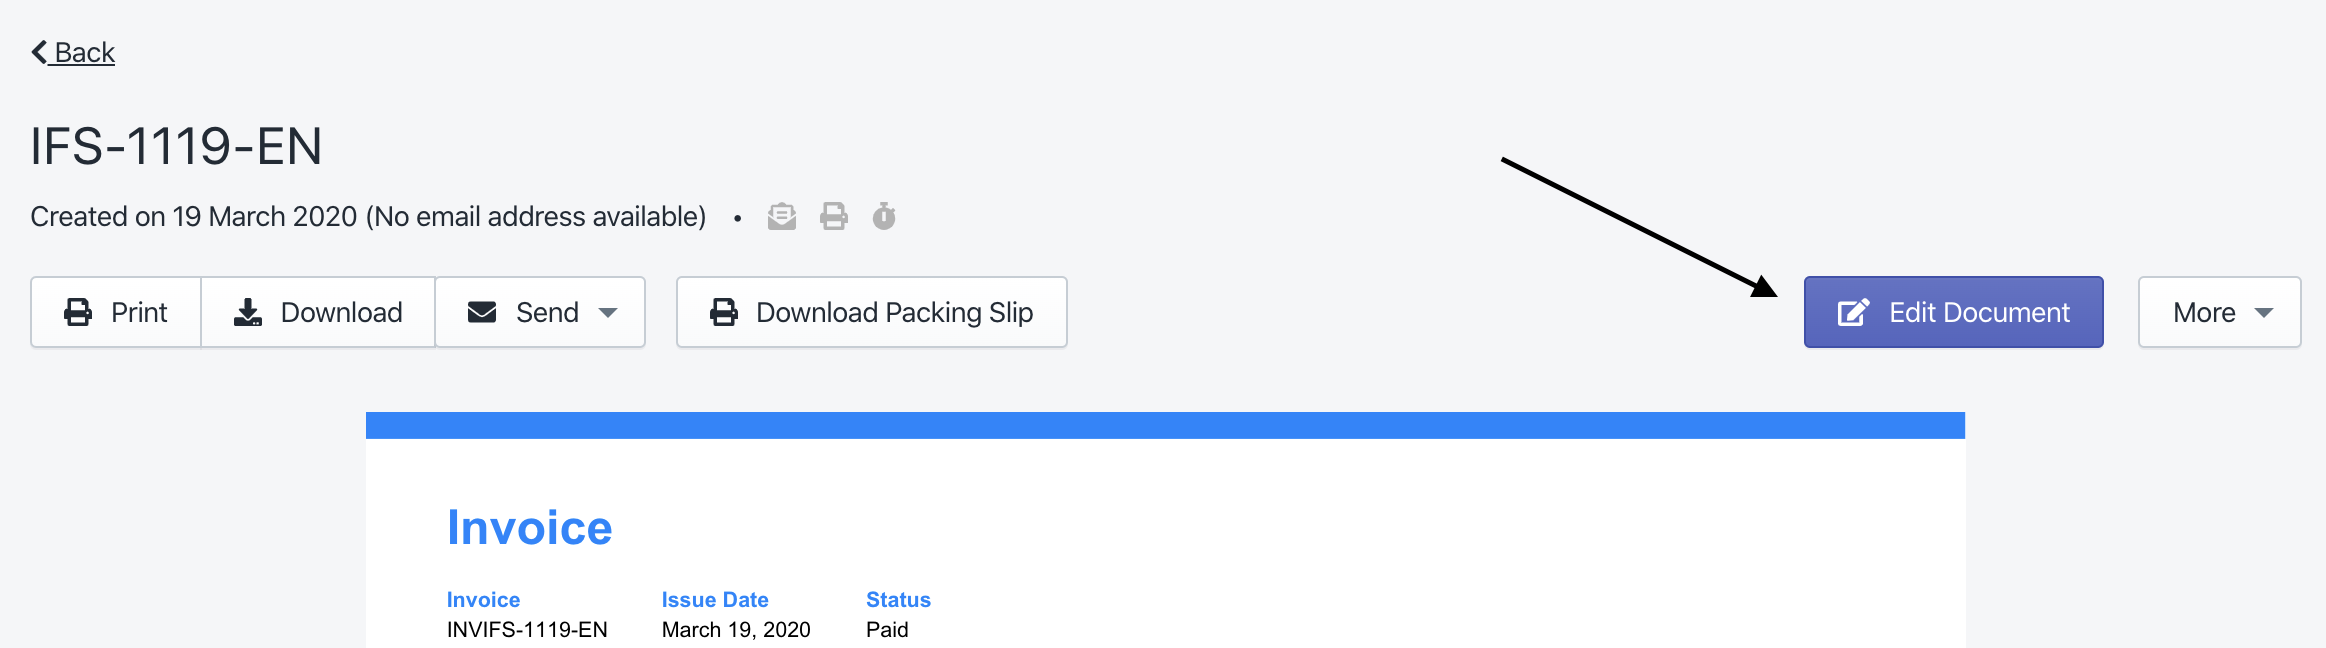 Back
IFS-1119-EN
Created on 19 March 2020 (No email address available) •
Print Download Send Download Packing Slip Edit Document More
Invoice
Invoice Issue Date Status
INVIFS-1119-EN March 19, 2020 Paid